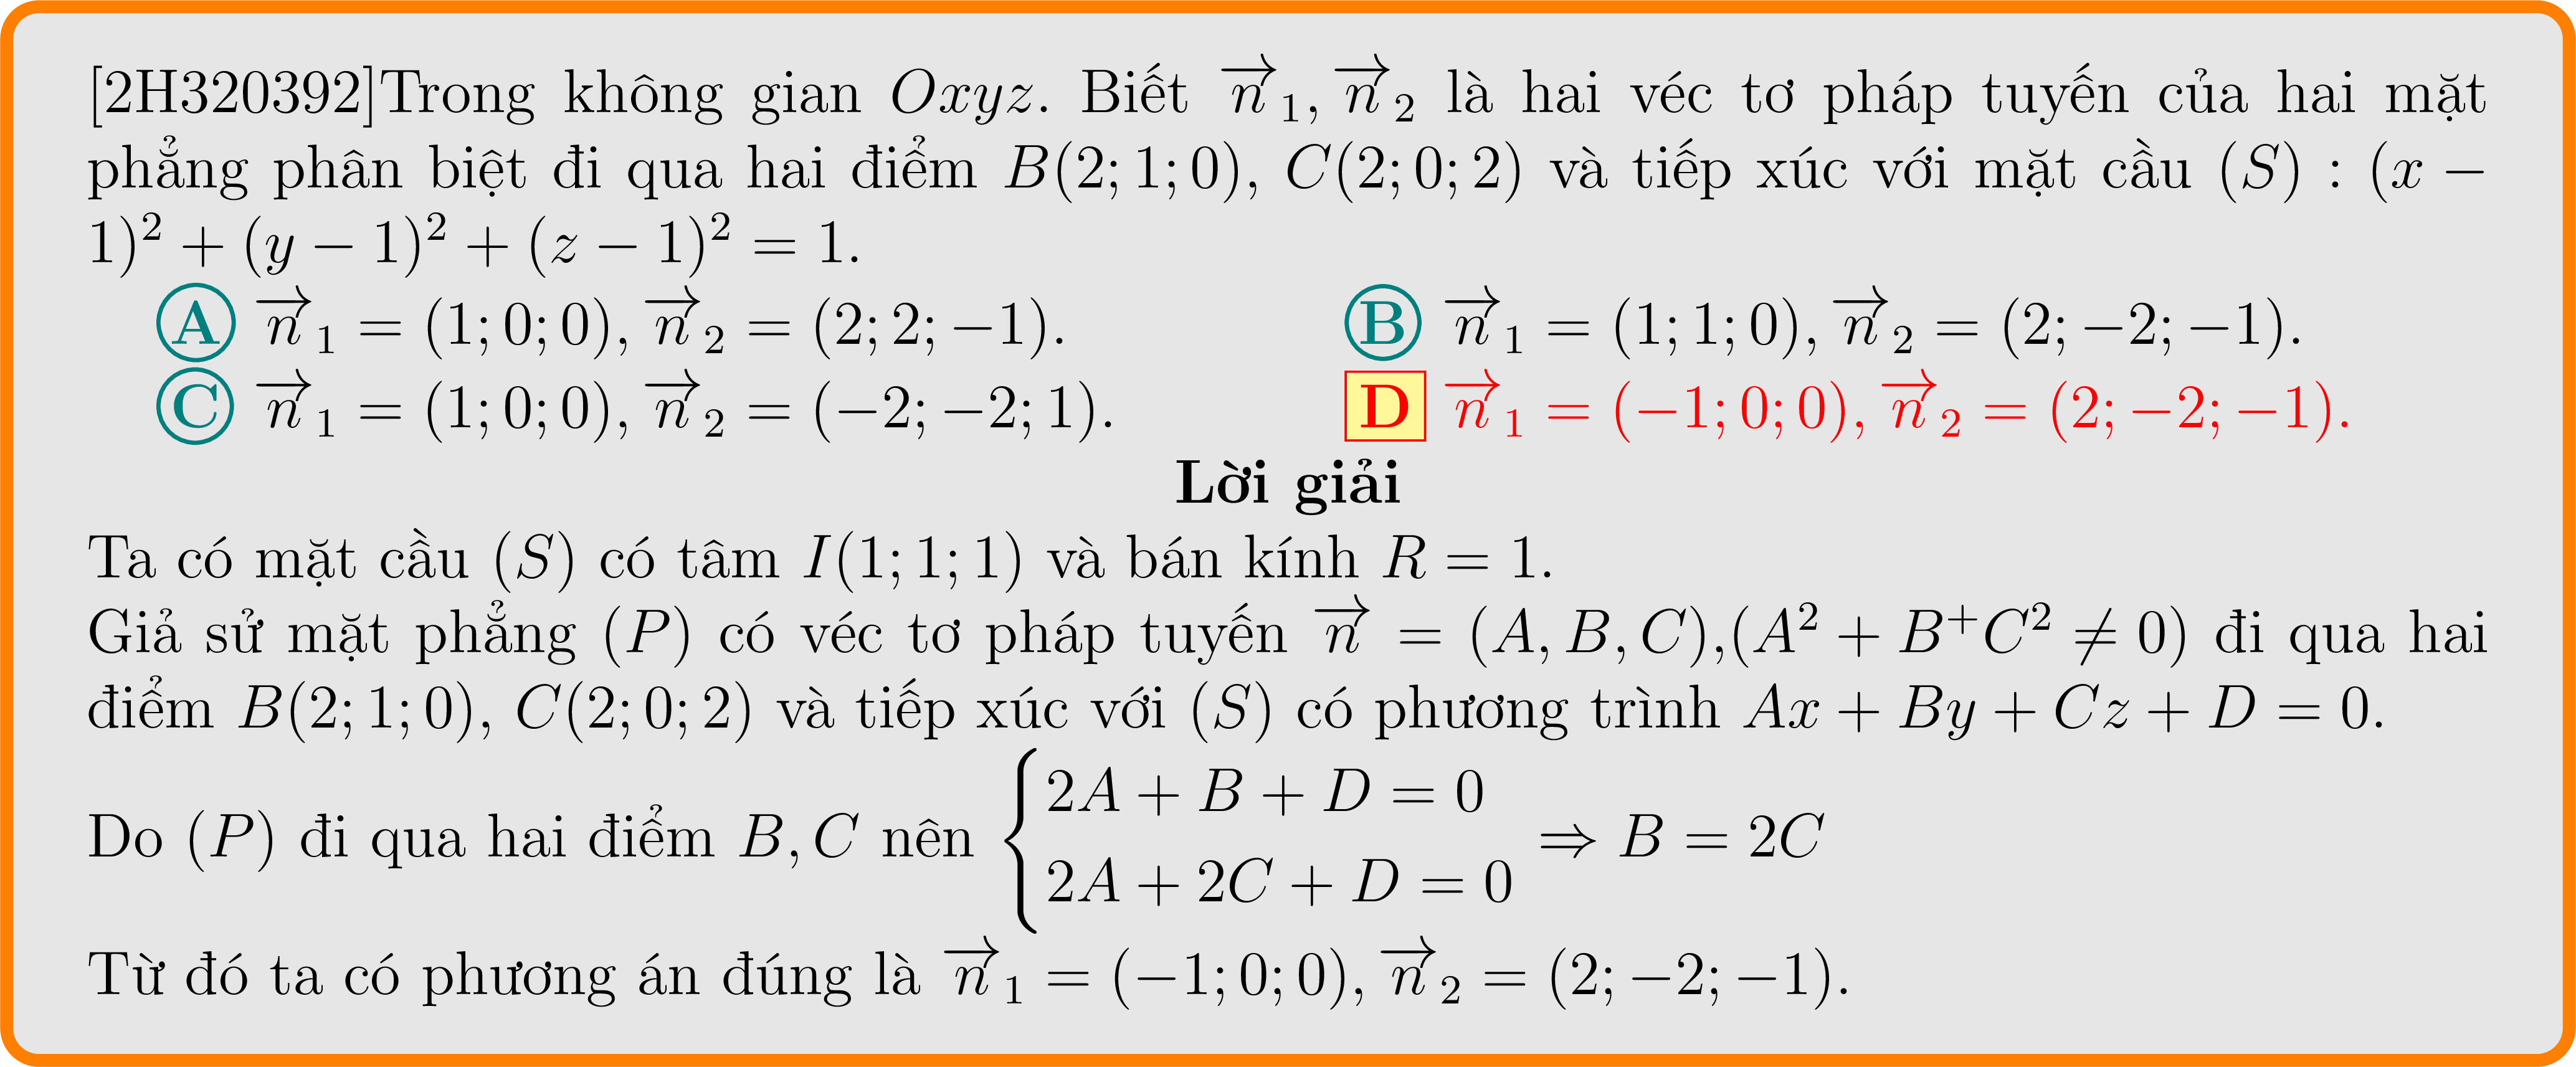 [2H320392]Trong không gian Oxyz. Biết $\overrightarrow{n}_1, \overrightarrow{n}_2$ là hai véc tơ pháp tuyến của hai mặt
phẳng phân biệt đi qua hai điểm B(2; 1; 0), C(2; 0; 2) và tiếp xúc với mặt cầu (S) : (x −
1)² + (y − 1)² + (z − 1)² = 1.
A $\overrightarrow{n}_1$ = (1; 0; 0), $\overrightarrow{n}_2$ = (2; 2; −1). B $\overrightarrow{n}_1$ = (1; 1; 0), $\overrightarrow{n}_2$ = (2; −2; −1).
C $\overrightarrow{n}_1$ = (1; 0; 0), $\overrightarrow{n}_2$ = (−2; −2; 1). D $\overrightarrow{n}_1$ = (−1; 0; 0), $\overrightarrow{n}_2$ = (2; −2; −1).
Lời giải
Ta có mặt cầu (S) có tâm I(1; 1; 1) và bán kính R = 1.
Giả sử mặt phẳng (P) có véc tơ pháp tuyến $\overrightarrow{n}$ = (A, B, C),(A² + B⁺C² ≠ 0) đi qua hai
điểm B(2; 1; 0), C(2; 0; 2) và tiếp xúc với (S) có phương trình Ax + By + Cz + D = 0.
Do (P) đi qua hai điểm B, C nên $\begin{cases} 2A + B + D = 0 \\ 2A + 2C + D = 0 \end{cases}$ ⇒ B = 2C
Từ đó ta có phương án đúng là $\overrightarrow{n}_1$ = (−1; 0; 0), $\overrightarrow{n}_2$ = (2; −2; −1).